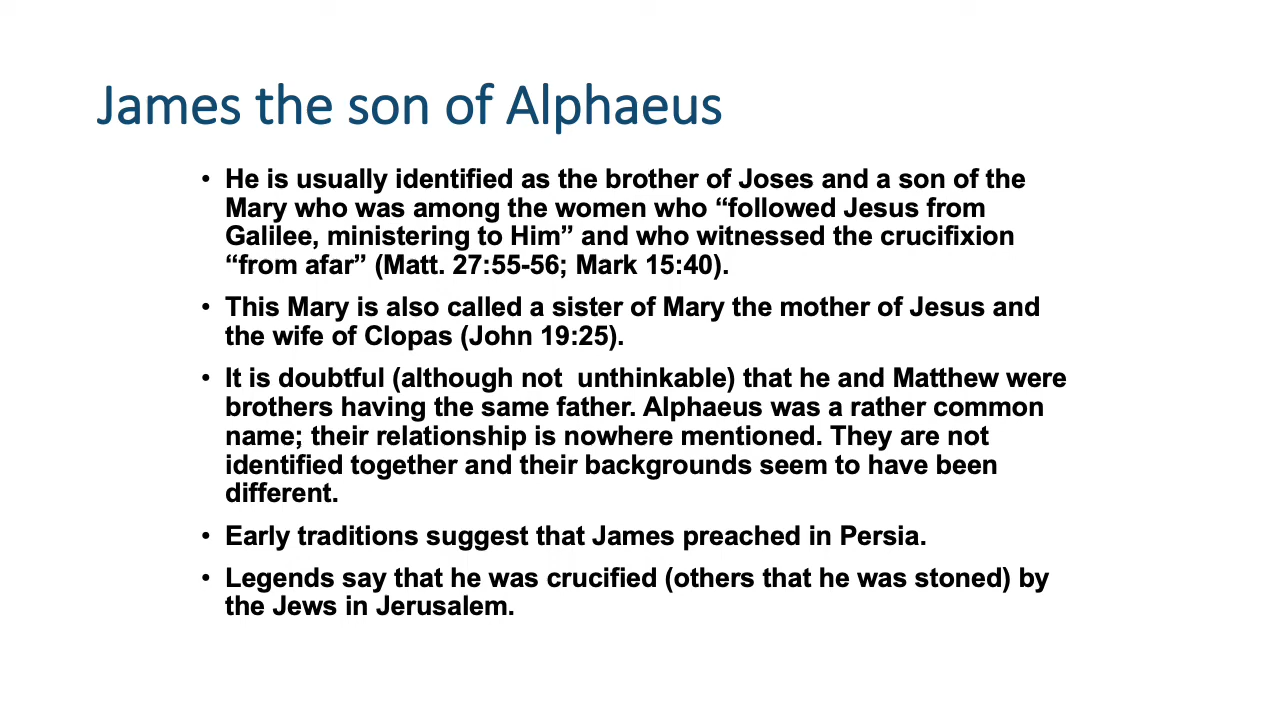 James the son of Alphaeus
• He is usually identified as the brother of Joses and a son of the
Mary who was among the women who “followed Jesus from
Galilee, ministering to Him” and who witnessed the crucifixion
“from afar” (Matt. 27:55-56; Mark 15:40).
• This Mary is also called a sister of Mary the mother of Jesus and
the wife of Clopas (John 19:25).
• It is doubtful (although not  unthinkable) that he and Matthew were
brothers having the same father. Alphaeus was a rather common
name; their relationship is nowhere mentioned. They are not
identified together and their backgrounds seem to have been
different.
• Early traditions suggest that James preached in Persia.
• Legends say that he was crucified (others that he was stoned) by
the Jews in Jerusalem.